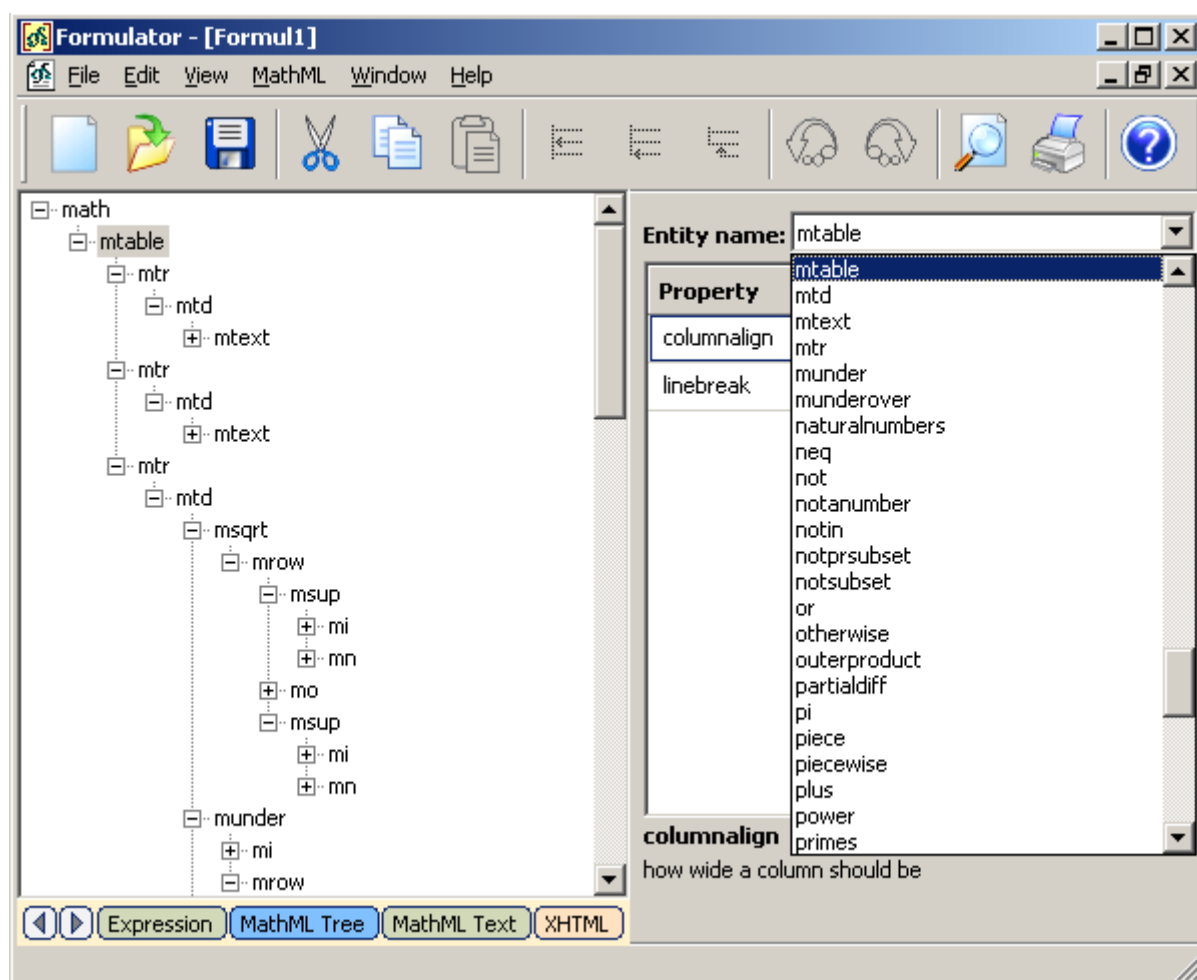 Formulator - [Formul1]
File Edit View MathML Window Help
math
mtable
mtr
mtd
mtext
mtr
mtd
mtext
mtr
mtd
msqrt
mrow
msup
mi
mn
mo
msup
mi
mn
munder
mi
mrow
Expression MathML Tree MathML Text XHTML
Entity name: mtable
Property
columnalign
linebreak
mtable
mtd
mtext
mtr
munder
munderover
naturalnumbers
neq
not
notanumber
notin
notprsubset
notsubset
or
otherwise
outerproduct
partialdiff
pi
piece
piecewise
plus
power
primes
columnalign
how wide a column should be